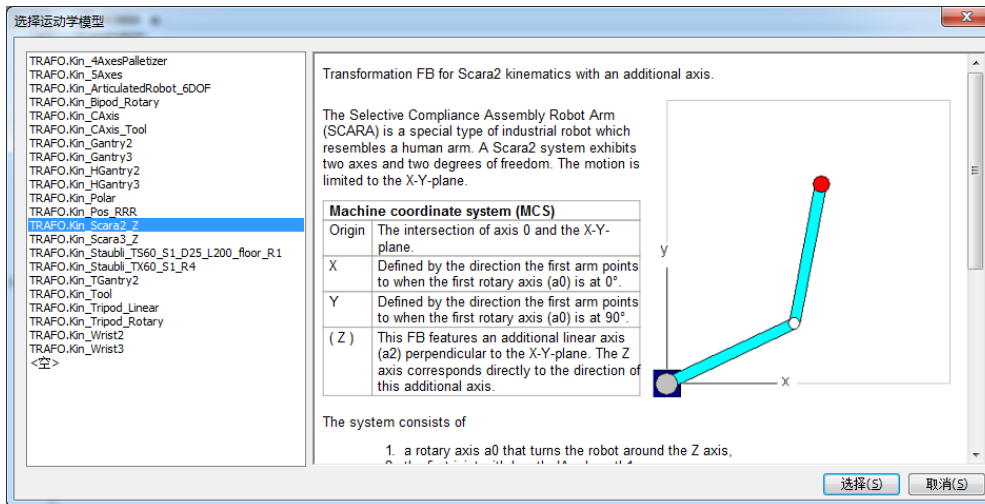 选择运动学模型
TRAFO.Kin_4AxesPalletizer
TRAFO.Kin_5Axes
TRAFO.Kin_ArticulatedRobot_6DOF
TRAFO.Kin_Bipod_Rotary
TRAFO.Kin_CAxis
TRAFO.Kin_CAxis_Tool
TRAFO.Kin_Gantry2
TRAFO.Kin_Gantry3
TRAFO.Kin_HGantry2
TRAFO.Kin_HGantry3
TRAFO.Kin_Polar
TRAFO.Kin_Pos_RRR
TRAFO.Kin_Scara2_Z
TRAFO.Kin_Scara3_Z
TRAFO.Kin_Staubli_TS60_S1_D25_L200_floor_R1
TRAFO.Kin_Staubli_TX60_S1_R4
TRAFO.Kin_TGantry2
TRAFO.Kin_Tool
TRAFO.Kin_Tripod_Linear
TRAFO.Kin_Tripod_Rotary
TRAFO.Kin_Wrist2
TRAFO.Kin_Wrist3
<空>
Transformation FB for Scara2 kinematics with an additional axis.
The Selective Compliance Assembly Robot Arm
(SCARA) is a special type of industrial robot which
resembles a human arm. A Scara2 system exhibits
two axes and two degrees of freedom. The motion is
limited to the X-Y-plane.
Machine coordinate system (MCS)
Origin The intersection of axis 0 and the X-Y-
plane.
X Defined by the direction the first arm points
to when the first rotary axis (a0) is at 0°.
Y Defined by the direction the first arm points
to when the first rotary axis (a0) is at 90°.
( Z ) This FB features an additional linear axis
(a2) perpendicular to the X-Y-plane. The Z
axis corresponds directly to the direction of
this additional axis.
y
x
The system consists of
1. a rotary axis a0 that turns the robot around the Z axis,
选择(S)
取消(S)